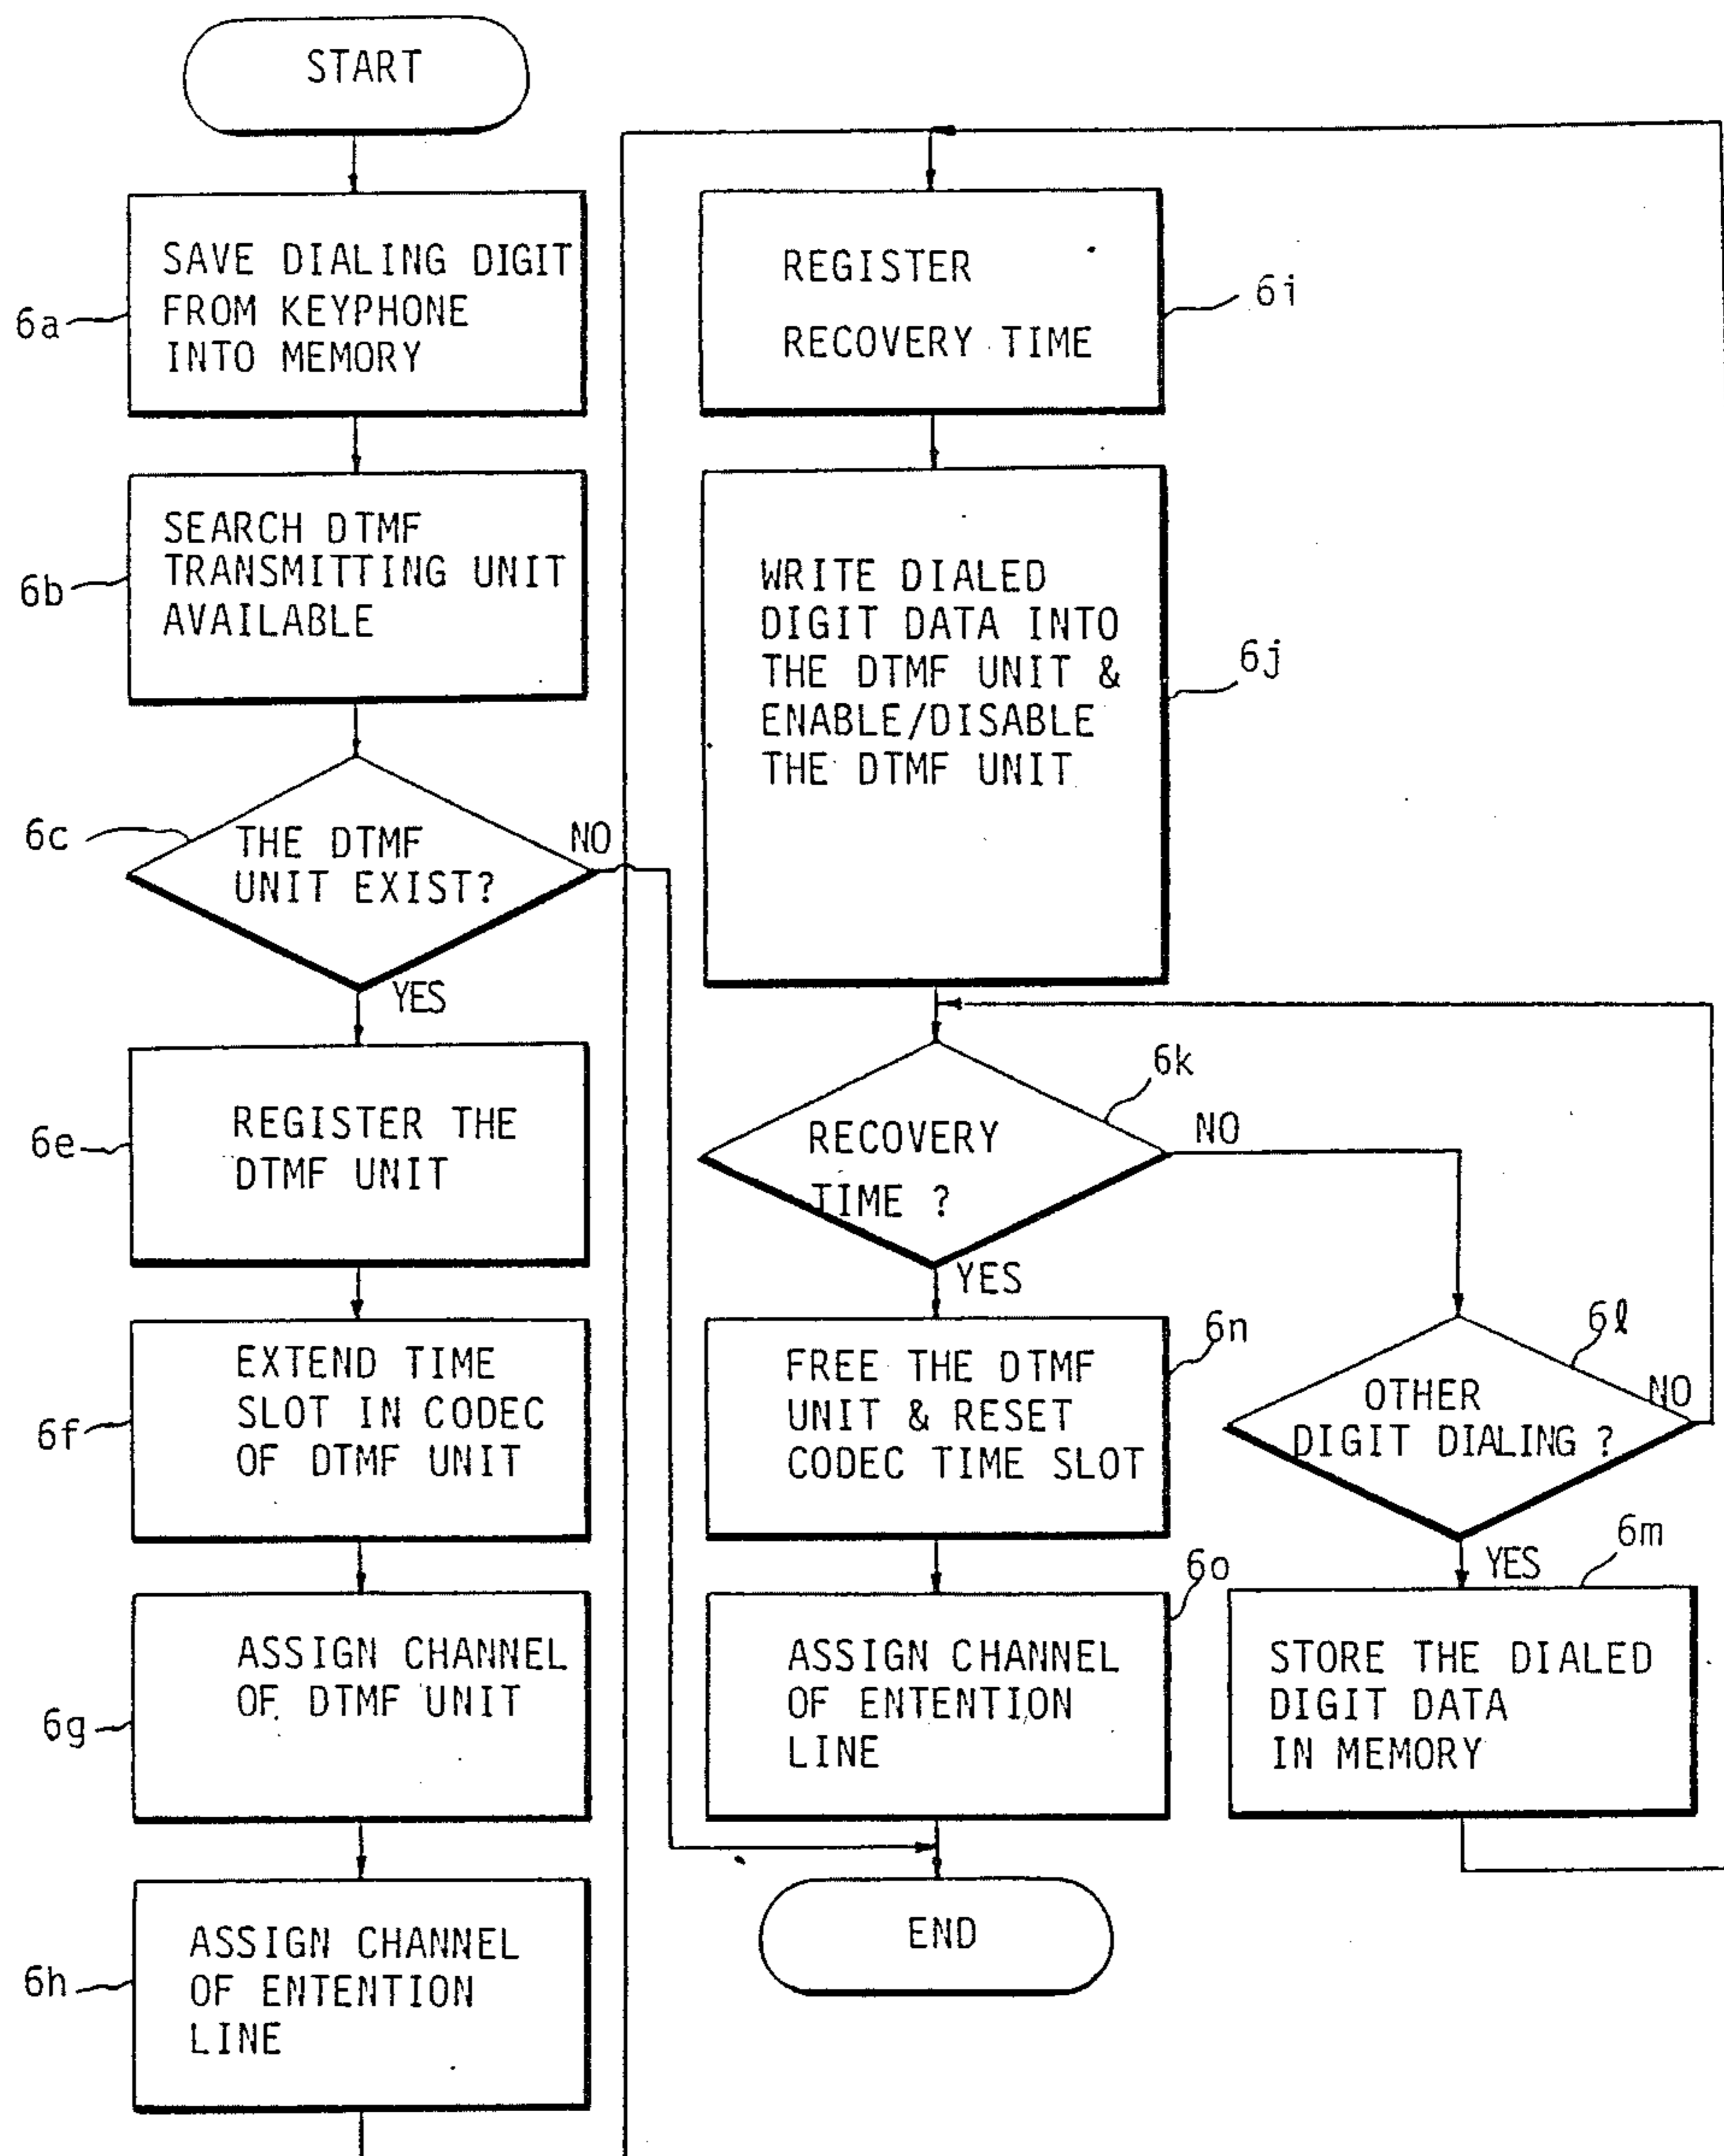 START
6a
SAVE DIALING DIGIT
FROM KEYPHONE
INTO MEMORY
6b
SEARCH DTMF
TRANSMITTING UNIT
AVAILABLE
6c
THE DTMF
UNIT EXIST?
NO
YES
6e
REGISTER THE
DTMF UNIT
6f
EXTEND TIME
SLOT IN CODEC
OF DTMF UNIT
6g
ASSIGN CHANNEL
OF DTMF UNIT
6h
ASSIGN CHANNEL
OF ENTENTION
LINE
REGISTER
RECOVERY TIME
6i
WRITE DIALED
DIGIT DATA INTO
THE DTMF UNIT &
ENABLE/DISABLE
THE DTMF UNIT
6j
RECOVERY
TIME ?
6k
NO
YES
OTHER
DIGIT DIALING ?
6ℓ
NO
YES
FREE THE DTMF
UNIT & RESET
CODEC TIME SLOT
6n
STORE THE DIALED
DIGIT DATA
IN MEMORY
6m
ASSIGN CHANNEL
OF ENTENTION
LINE
6o
END